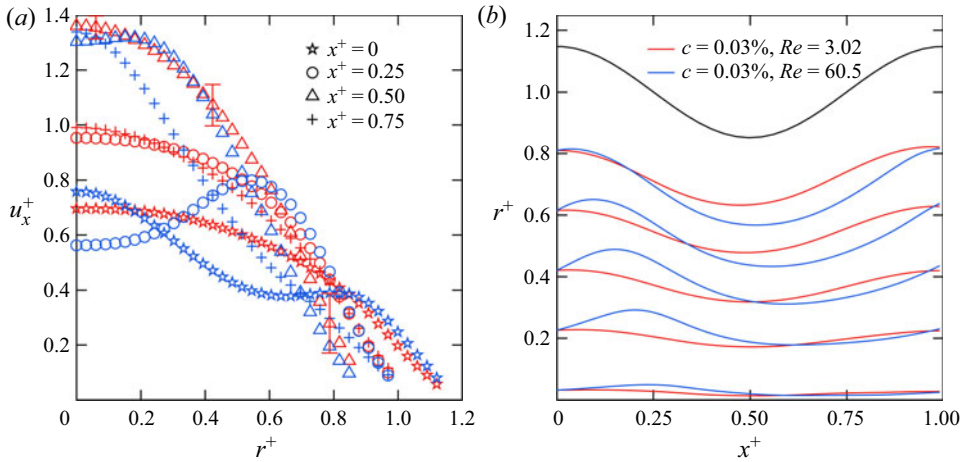 (a)
1.4
1.2
1.0
0.8
u_x^+
0.6
0.4
0.2
0 0.2 0.4 0.6 0.8 1.0 1.2
r^+
x^+ = 0
x^+ = 0.25
x^+ = 0.50
x^+ = 0.75
(b)
1.2
1.0
0.8
r^+
0.6
0.4
0.2
0 0.25 0.50 0.75 1.00
x^+
c = 0.03%, Re = 3.02
c = 0.03%, Re = 60.5